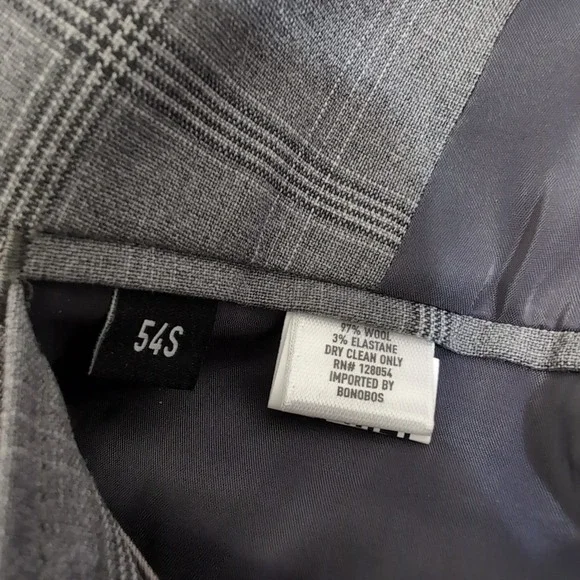 54S
97% WOOL
3% ELASTANE
DRY CLEAN ONLY
RN# 128054
IMPORTED BY
BONOBOS